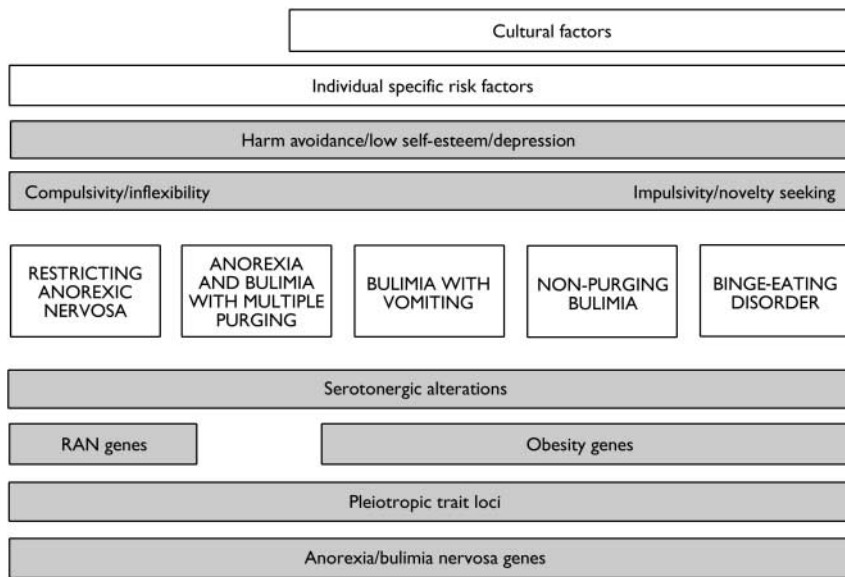 Cultural factors
Individual specific risk factors
Harm avoidance/low self-esteem/depression
Compulsivity/inflexibility
Impulsivity/novelty seeking
RESTRICTING
ANOREXIC
NERVOSA
ANOREXIA
AND BULIMIA
WITH MULTIPLE
PURGING
BULIMIA WITH
VOMITING
NON-PURGING
BULIMIA
BINGE-EATING
DISORDER
Serotonergic alterations
RAN genes
Obesity genes
Pleiotropic trait loci
Anorexia/bulimia nervosa genes